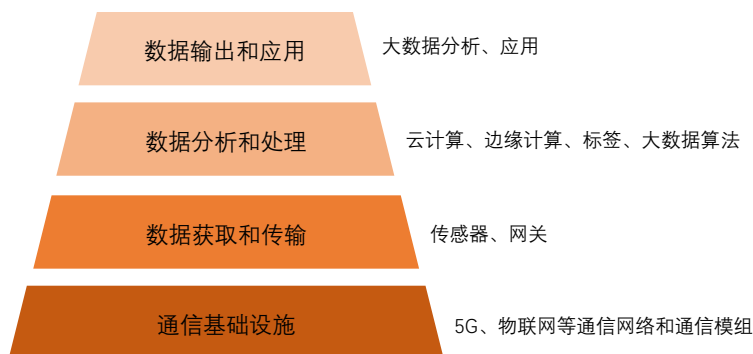 数据输出和应用
大数据分析、应用
数据分析和处理
云计算、边缘计算、标签、大数据算法
数据获取和传输
传感器、网关
通信基础设施
5G、物联网等通信网络和通信模组